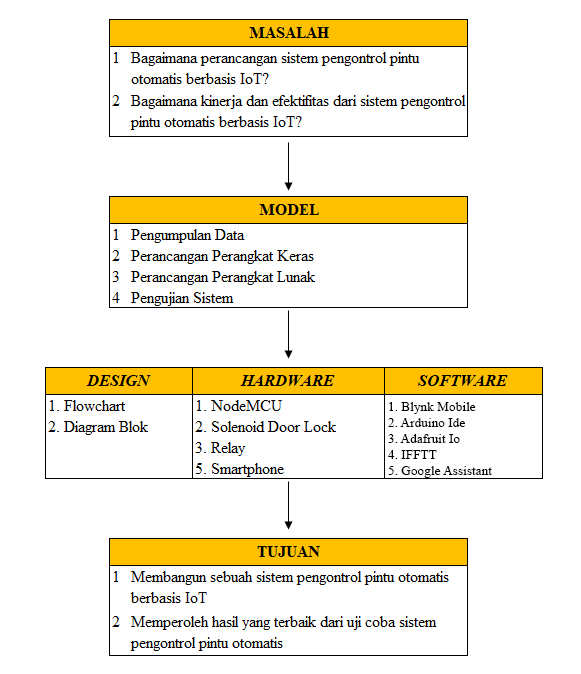 MASALAH
1 Bagaimana perancangan sistem pengontrol pintu
otomatis berbasis IoT?
2 Bagaimana kinerja dan efektifitas dari sistem pengontrol
pintu otomatis berbasis IoT?
MODEL
1 Pengumpulan Data
2 Perancangan Perangkat Keras
3 Perancangan Perangkat Lunak
4 Pengujian Sistem
DESIGN
1. Flowchart
2. Diagram Blok
HARDWARE
1. NodeMCU
2. Solenoid Door Lock
3. Relay
5. Smartphone
SOFTWARE
1. Blynk Mobile
2. Arduino Ide
3. Adafruit Io
4. IFFTT
5. Google Assistant
TUJUAN
1 Membangun sebuah sistem pengontrol pintu otomatis
berbasis IoT
2 Memperoleh hasil yang terbaik dari uji coba sistem
pengontrol pintu otomatis